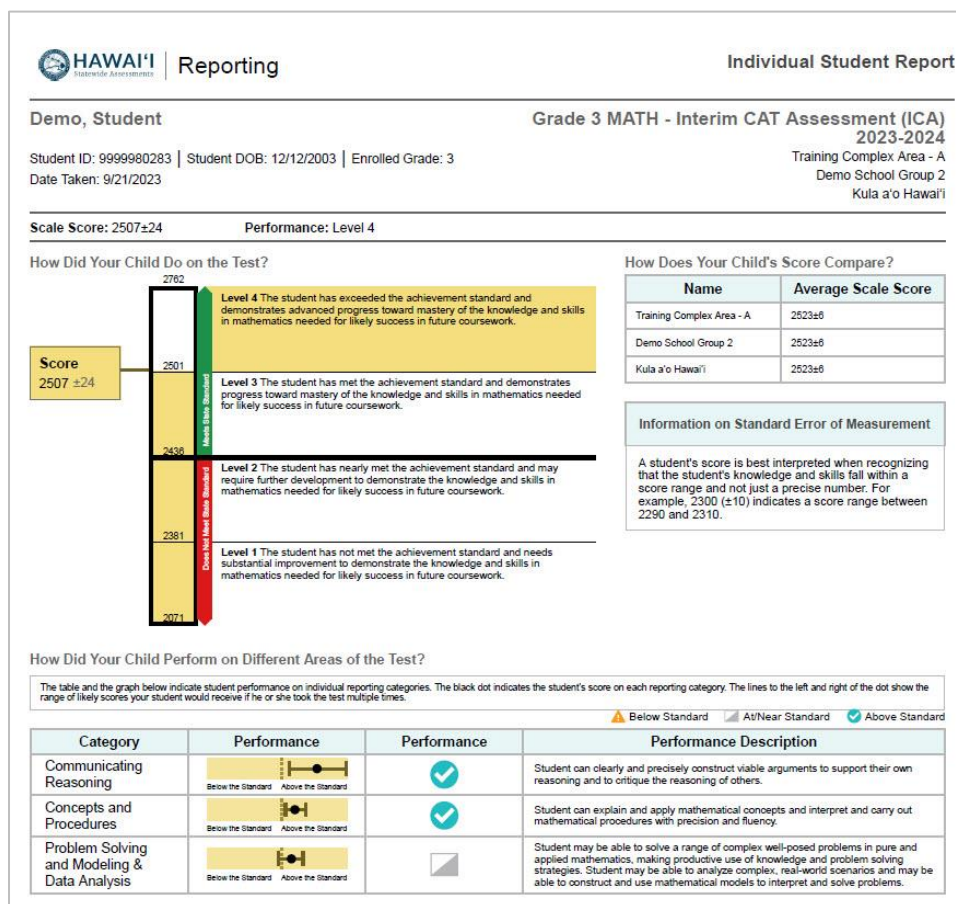 HAWAI‘I
Statewide Assessments
Reporting
Individual Student Report
Demo, Student
Grade 3 MATH - Interim CAT Assessment (ICA)
2023-2024
Student ID: 9999980283 | Student DOB: 12/12/2003 | Enrolled Grade: 3
Date Taken: 9/21/2023
Training Complex Area - A
Demo School Group 2
Kula a‘o Hawai‘i
Scale Score: 2507±24
Performance: Level 4
How Did Your Child Do on the Test?
2762
Level 4 The student has exceeded the achievement standard and
demonstrates advanced progress toward mastery of the knowledge and skills
in mathematics needed for likely success in future coursework.
Score
2507 ±24
2501
Meets State Standard
Level 3 The student has met the achievement standard and demonstrates
progress toward mastery of the knowledge and skills in mathematics needed
for likely success in future coursework.
2436
Does Not Meet State Standard
Level 2 The student has nearly met the achievement standard and may
require further development to demonstrate the knowledge and skills in
mathematics needed for likely success in future coursework.
2381
Level 1 The student has not met the achievement standard and needs
substantial improvement to demonstrate the knowledge and skills in
mathematics needed for likely success in future coursework.
2071
How Does Your Child's Score Compare?
Name Average Scale Score
Training Complex Area - A 2523±6
Demo School Group 2 2523±6
Kula a‘o Hawai‘i 2523±6
Information on Standard Error of Measurement
A student's score is best interpreted when recognizing
that the student's knowledge and skills fall within a
score range and not just a precise number. For
example, 2300 (±10) indicates a score range between
2290 and 2310.
How Did Your Child Perform on Different Areas of the Test?
The table and the graph below indicate student performance on individual reporting categories. The black dot indicates the student's score on each reporting category. The lines to the left and right of the dot show the
range of likely scores your student would receive if he or she took the test multiple times.
Below Standard At/Near Standard Above Standard
Category Performance Performance Performance Description
Communicating
Reasoning
Below the Standard Above the Standard
Student can clearly and precisely construct viable arguments to support their own
reasoning and to critique the reasoning of others.
Concepts and
Procedures
Below the Standard Above the Standard
Student can explain and apply mathematical concepts and interpret and carry out
mathematical procedures with precision and fluency.
Problem Solving
and Modeling &
Data Analysis
Below the Standard Above the Standard
Student may be able to solve a range of complex well-posed problems in pure and
applied mathematics, making productive use of knowledge and problem solving
strategies. Student may be able to analyze complex, real-world scenarios and may be
able to construct and use mathematical models to interpret and solve problems.